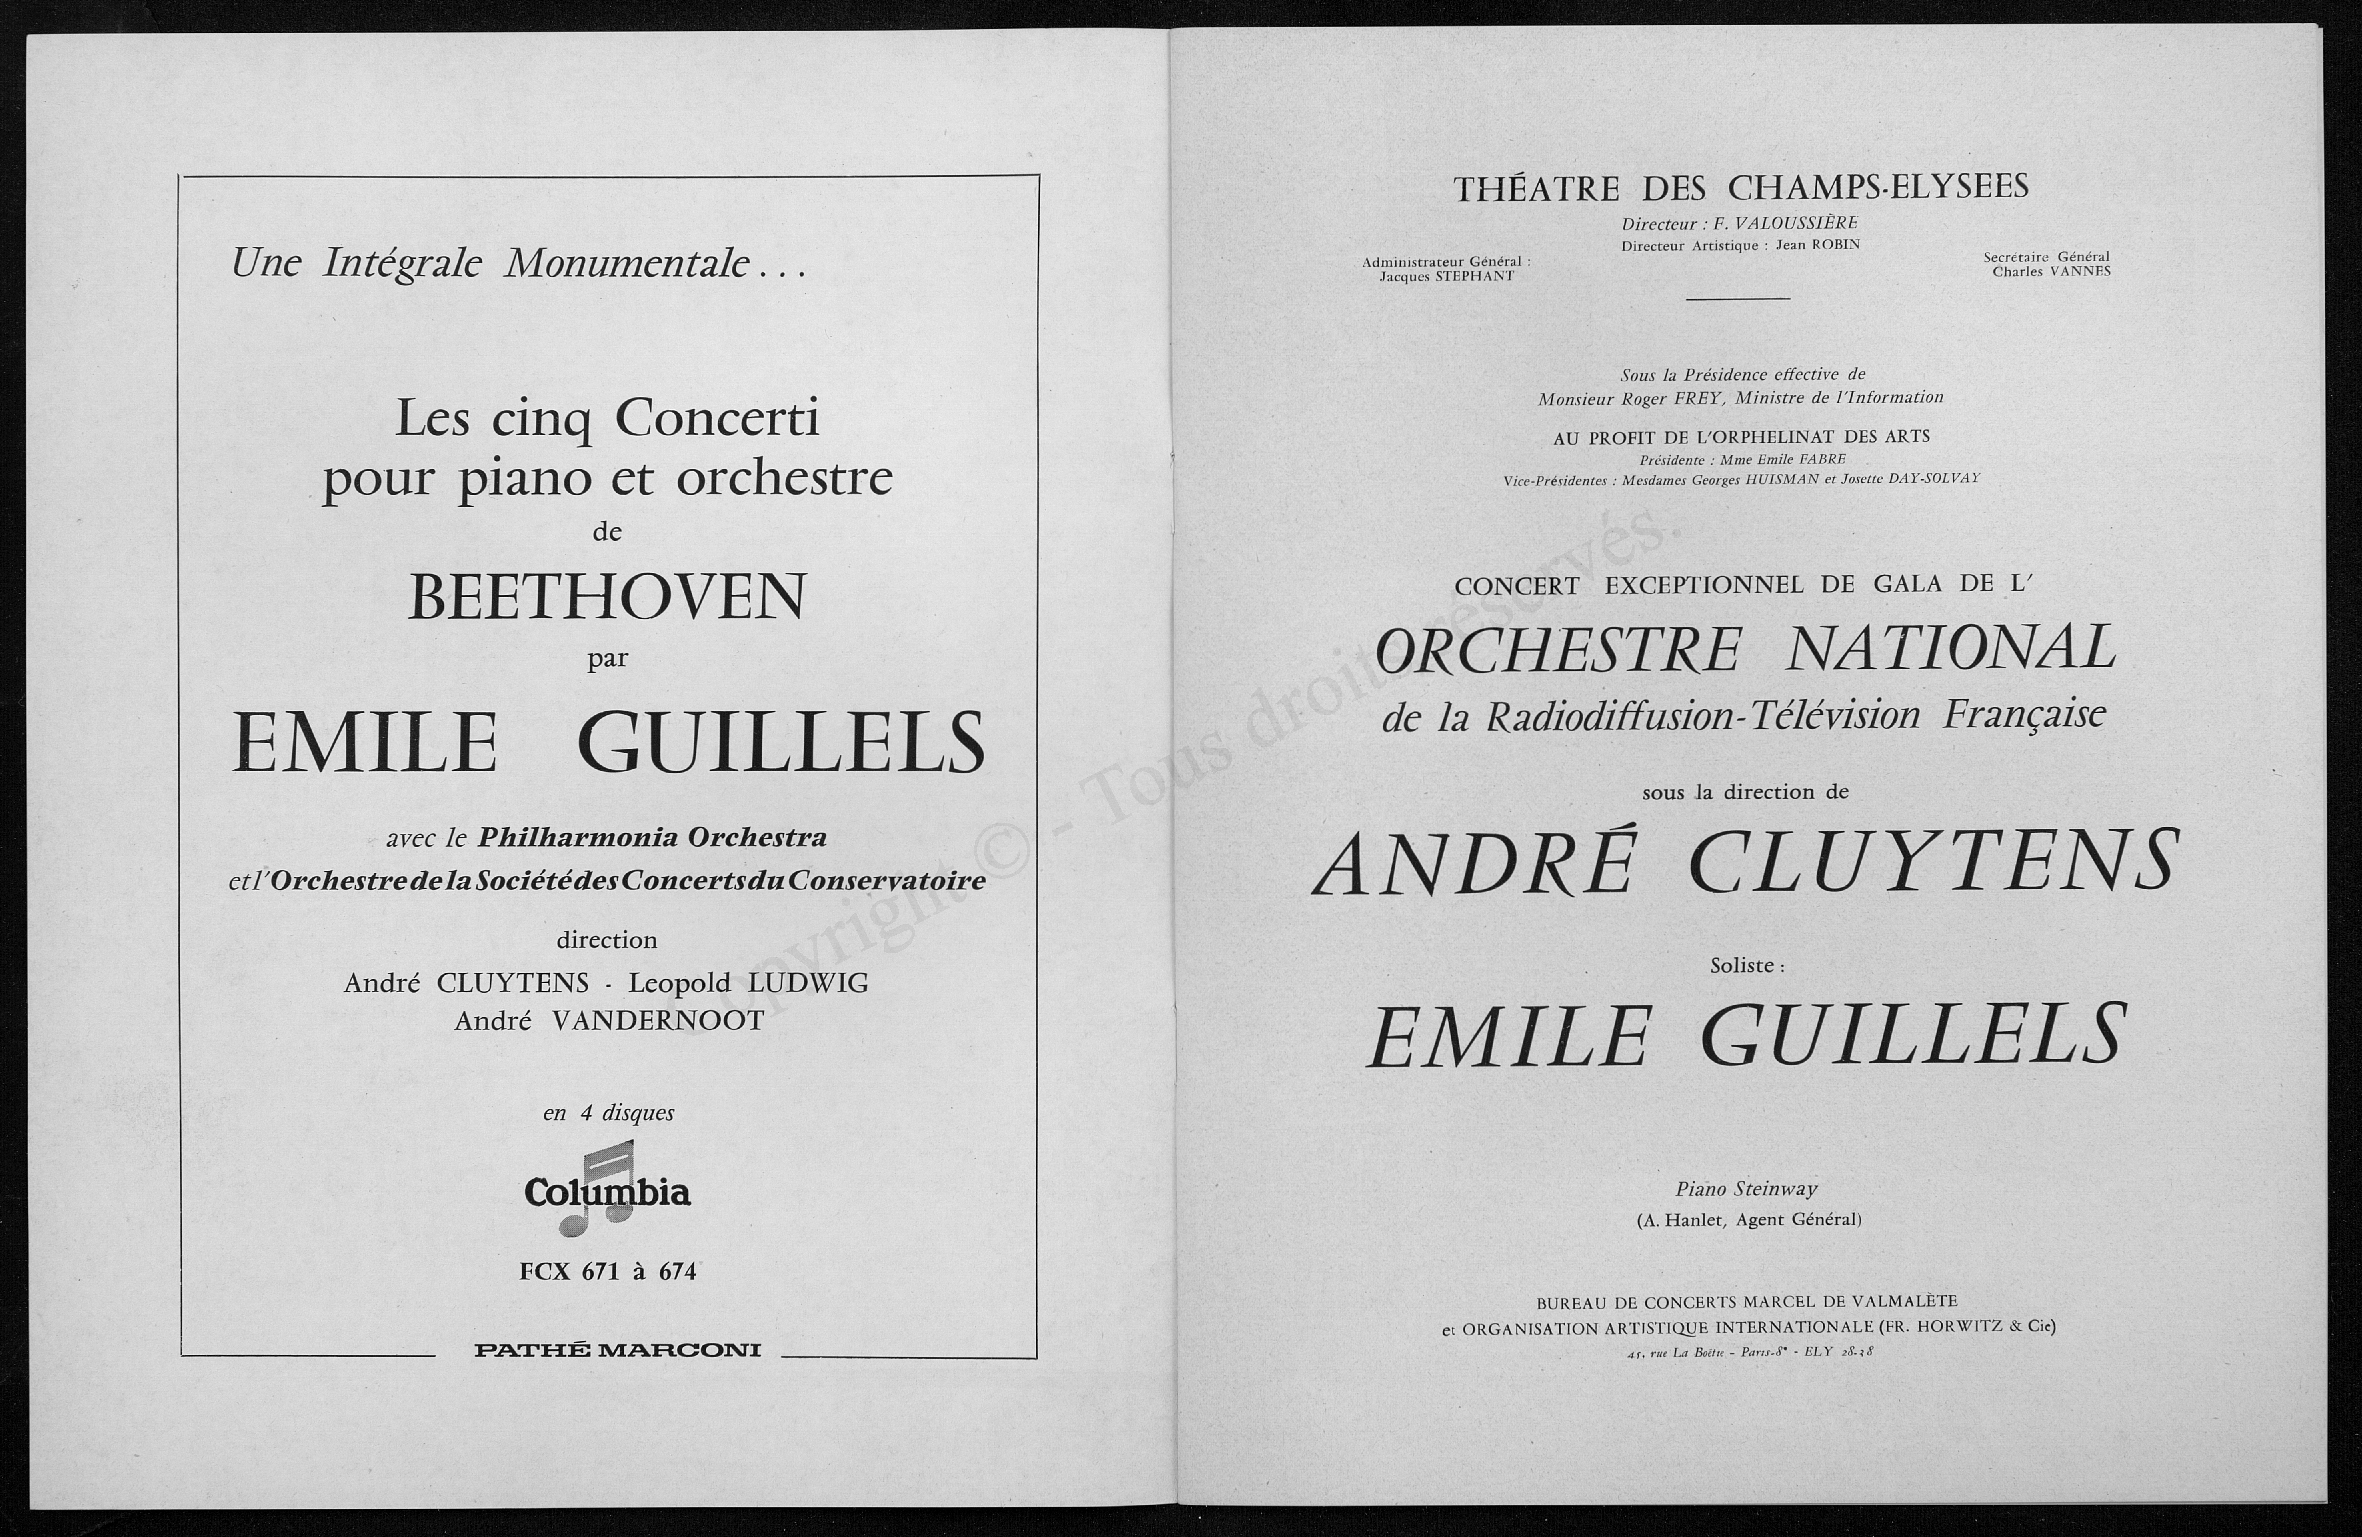 Une Intégrale Monumentale...
Les cinq Concerti
pour piano et orchestre
de
BEETHOVEN
par
EMILE GUILLELS
avec le Philharmonia Orchestra
et l'Orchestre de la Société des Concerts du Conservatoire
direction
André CLUYTENS - Leopold LUDWIG
André VANDERNOOT
en 4 disques
Columbia
FCX 671 à 674
PATHÉ MARCONI
THÉATRE DES CHAMPS-ELYSEES
Directeur : F. VALOUSSIÈRE
Directeur Artistique : Jean ROBIN
Administrateur Général :
Jacques STEPHANT
Secrétaire Général
Charles VANNES
Sous la Présidence effective de
Monsieur Roger FREY, Ministre de l'Information
AU PROFIT DE L'ORPHELINAT DES ARTS
Présidente : Mme Emile FABRE
Vice-Présidentes : Mesdames Georges HUISMAN et Josette DAY-SOLVAY
CONCERT EXCEPTIONNEL DE GALA DE L'
ORCHESTRE NATIONAL
de la Radiodiffusion-Télévision Française
sous la direction de
ANDRÉ CLUYTENS
Soliste :
EMILE GUILLELS
Piano Steinway
(A. Hanlet, Agent Général)
BUREAU DE CONCERTS MARCEL DE VALMALÈTE
et ORGANISATION ARTISTIQUE INTERNATIONALE (FR. HORWITZ & Cie)
45, rue La Boëtie - Paris-8e - ELY 28-38
Copyright © - Tous droits réservés.